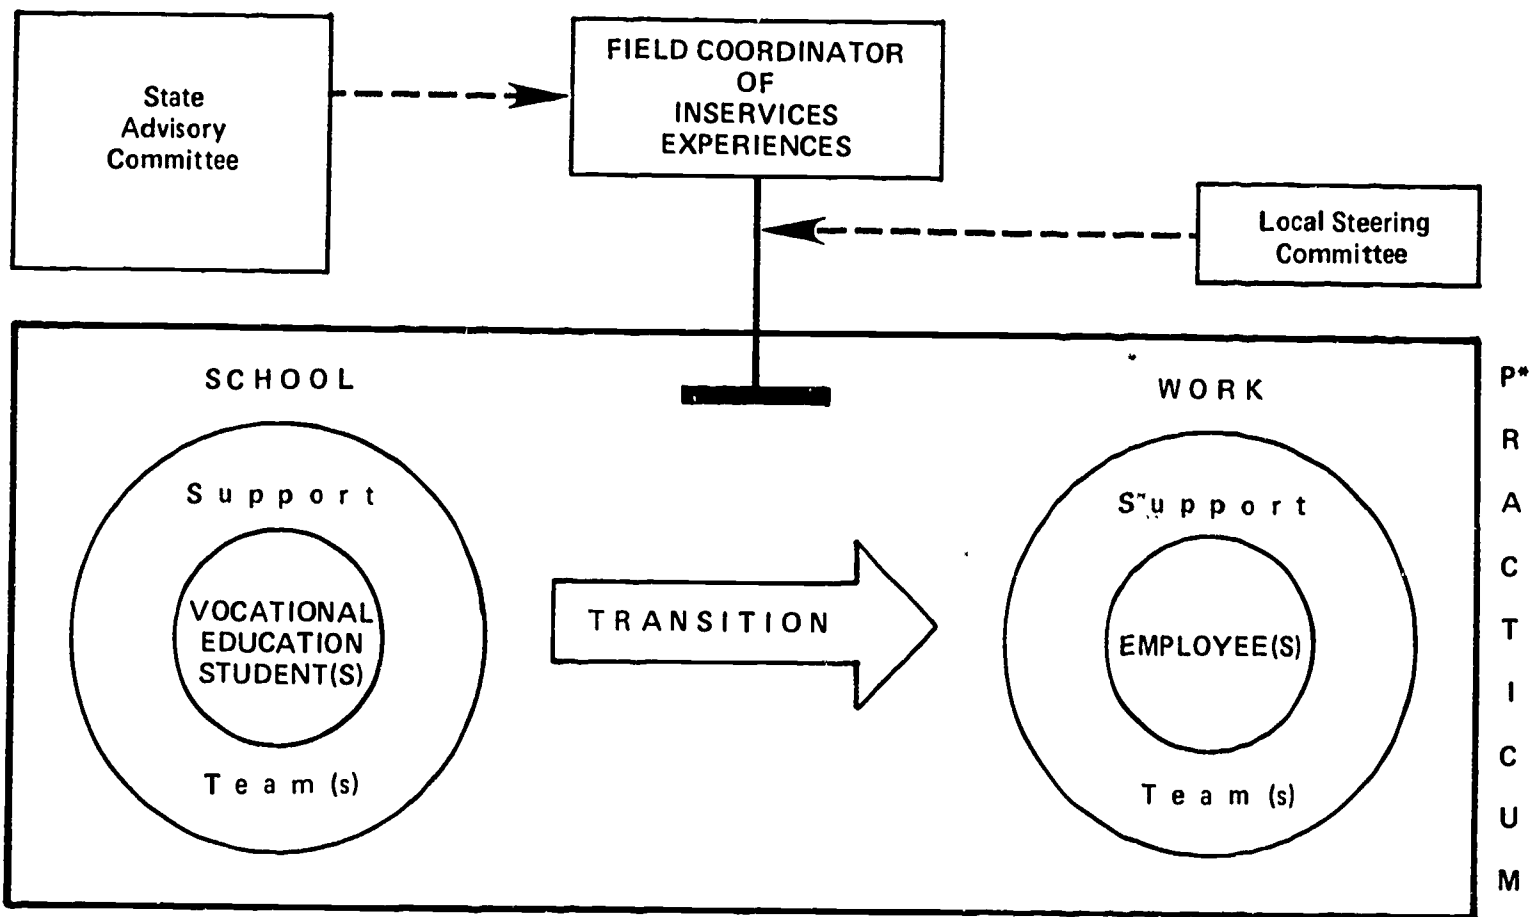 State
Advisory
Committee
FIELD COORDINATOR
OF
INSERVICES
EXPERIENCES
Local Steering
Committee
SCHOOL
Support
VOCATIONAL
EDUCATION
STUDENT(S)
Team(s)
TRANSITION
WORK
Support
EMPLOYEE(S)
Team(s)
P*
R
A
C
T
I
C
U
M